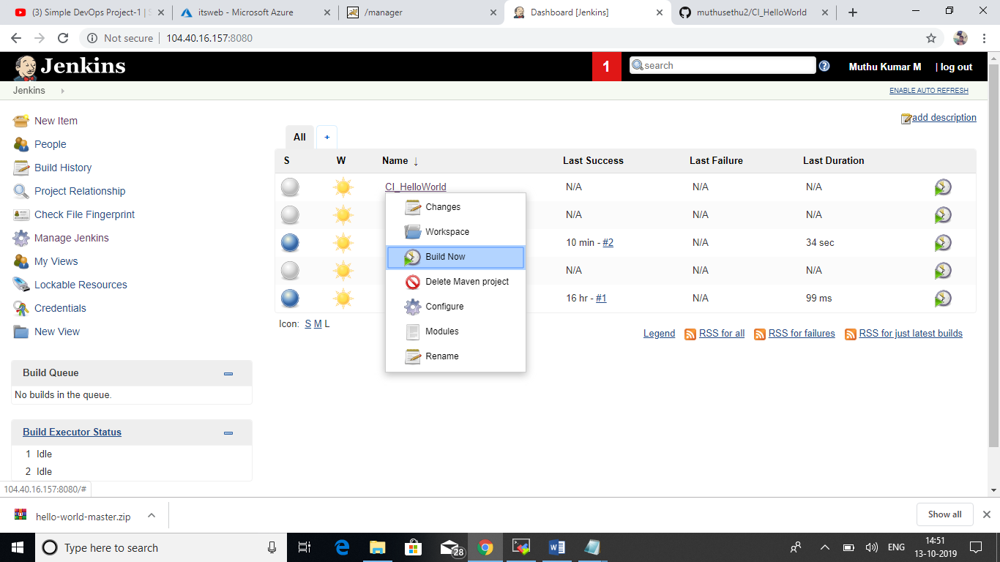 (3) Simple DevOps Project-1 | S
itsweb - Microsoft Azure
/manager
Dashboard [Jenkins]
muthusethu2/CI_HelloWorld
Not secure | 104.40.16.157:8080
Jenkins
1
search
Muthu Kumar M
| log out
Jenkins
ENABLE AUTO REFRESH
New Item
People
Build History
Project Relationship
Check File Fingerprint
Manage Jenkins
My Views
Lockable Resources
Credentials
New View
Build Queue
No builds in the queue.
Build Executor Status
1 Idle
2 Idle
add description
All +
S W Name ↓ Last Success Last Failure Last Duration
CI_HelloWorld N/A N/A N/A
N/A N/A N/A
10 min - #2 N/A 34 sec
N/A N/A N/A
16 hr - #1 N/A 99 ms
Changes
Workspace
Build Now
Delete Maven project
Configure
Modules
Rename
Icon: S M L
Legend RSS for all RSS for failures RSS for just latest builds
104.40.16.157:8080/#
hello-world-master.zip
Show all
Type here to search
28
ENG
14:51
13-10-2019